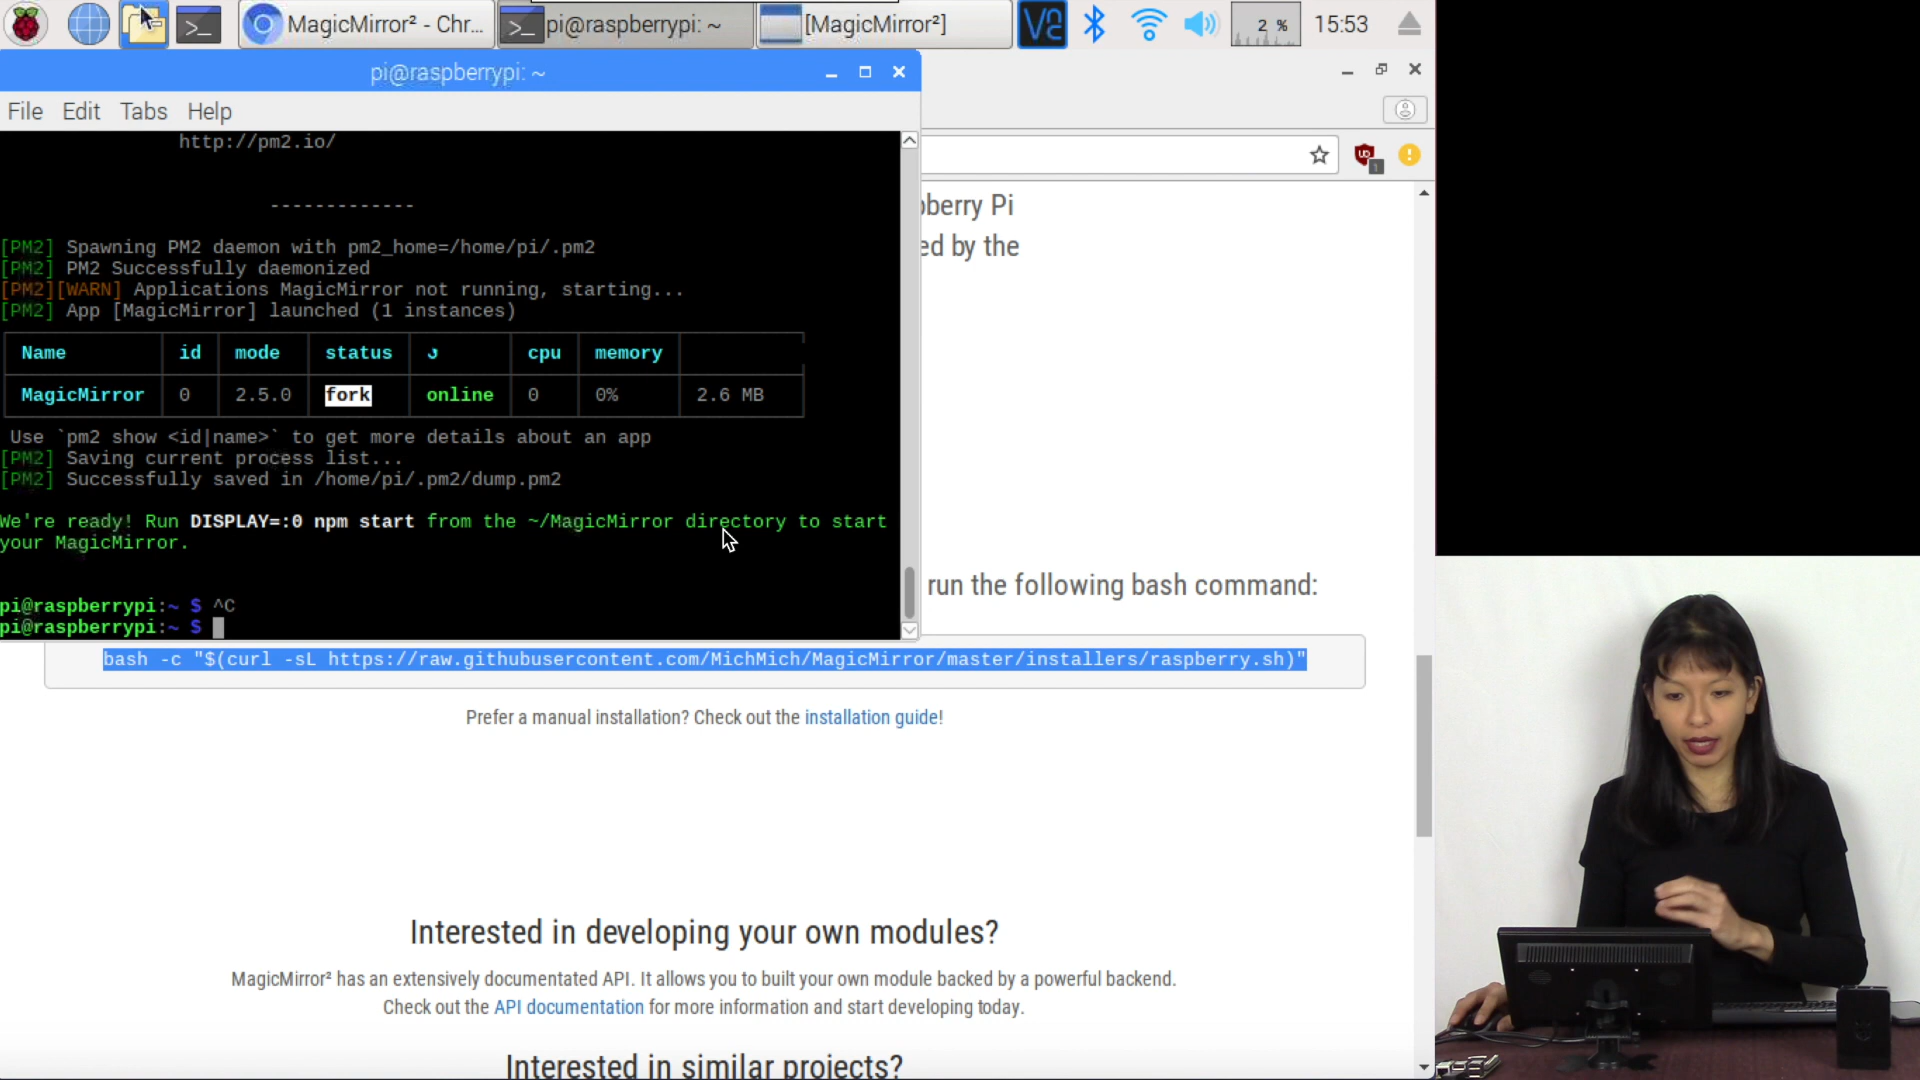 MagicMirror² - Chr...
pi@raspberrypi: ~
[MagicMirror²]
2 %
15:53
pi@raspberrypi: ~
File Edit Tabs Help
http://pm2.io/
-------------
[PM2] Spawning PM2 daemon with pm2_home=/home/pi/.pm2
[PM2] PM2 Successfully daemonized
[PM2][WARN] Applications MagicMirror not running, starting...
[PM2] App [MagicMirror] launched (1 instances)
Name id mode status ↺ cpu memory
MagicMirror 0 2.5.0 fork online 0 0% 2.6 MB
Use `pm2 show <id|name>` to get more details about an app
[PM2] Saving current process list...
[PM2] Successfully saved in /home/pi/.pm2/dump.pm2
We're ready! Run DISPLAY=:0 npm start from the ~/MagicMirror directory to start
your MagicMirror.
pi@raspberrypi:~ $ ^C
pi@raspberrypi:~ $
berry Pi
ed by the
run the following bash command:
bash -c "$(curl -sL https://raw.githubusercontent.com/MichMich/MagicMirror/master/installers/raspberry.sh)"
Prefer a manual installation? Check out the installation guide!
Interested in developing your own modules?
MagicMirror² has an extensively documentated API. It allows you to built your own module backed by a powerful backend.
Check out the API documentation for more information and start developing today.
Interested in similar projects?